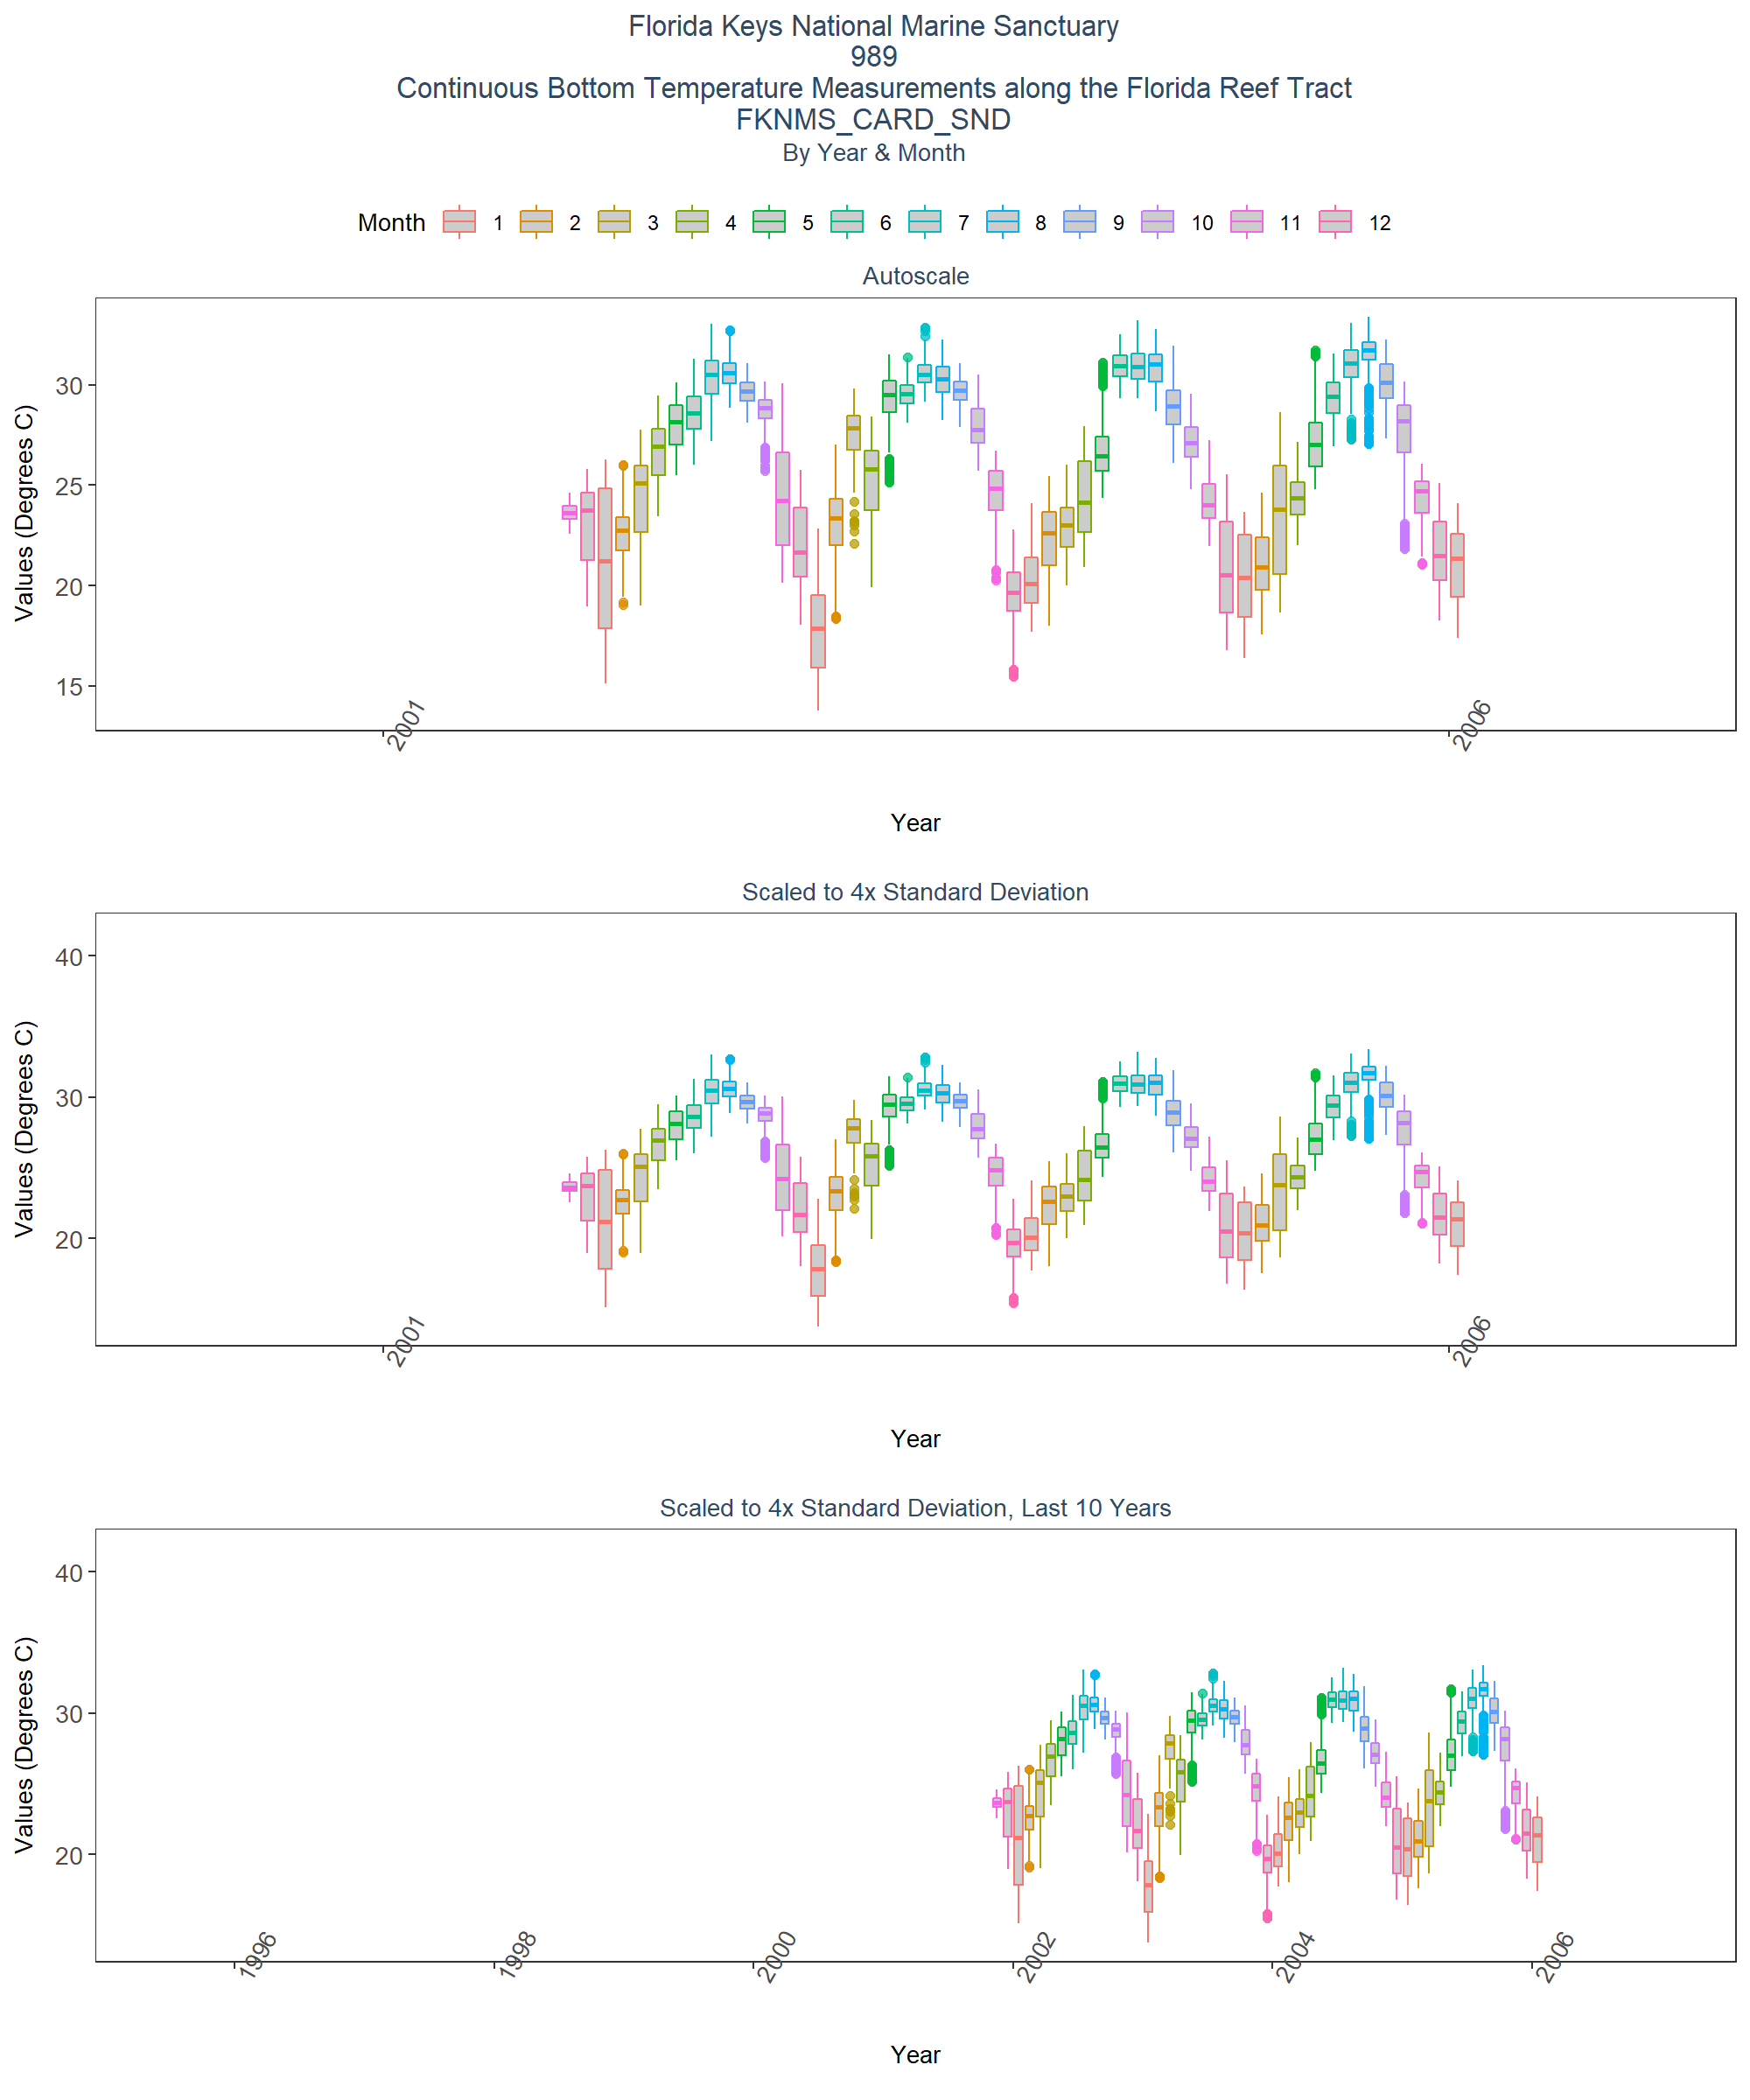 Florida Keys National Marine Sanctuary
989
Continuous Bottom Temperature Measurements along the Florida Reef Tract
FKNMS_CARD_SND
By Year & Month
Month 1 2 3 4 5 6 7 8 9 10 11 12
Autoscale
Values (Degrees C)
30
25
20
15
2001 2006
Year
Scaled to 4x Standard Deviation
Values (Degrees C)
40
30
20
2001 2006
Year
Scaled to 4x Standard Deviation, Last 10 Years
Values (Degrees C)
40
30
20
1996 1998 2000 2002 2004 2006
Year